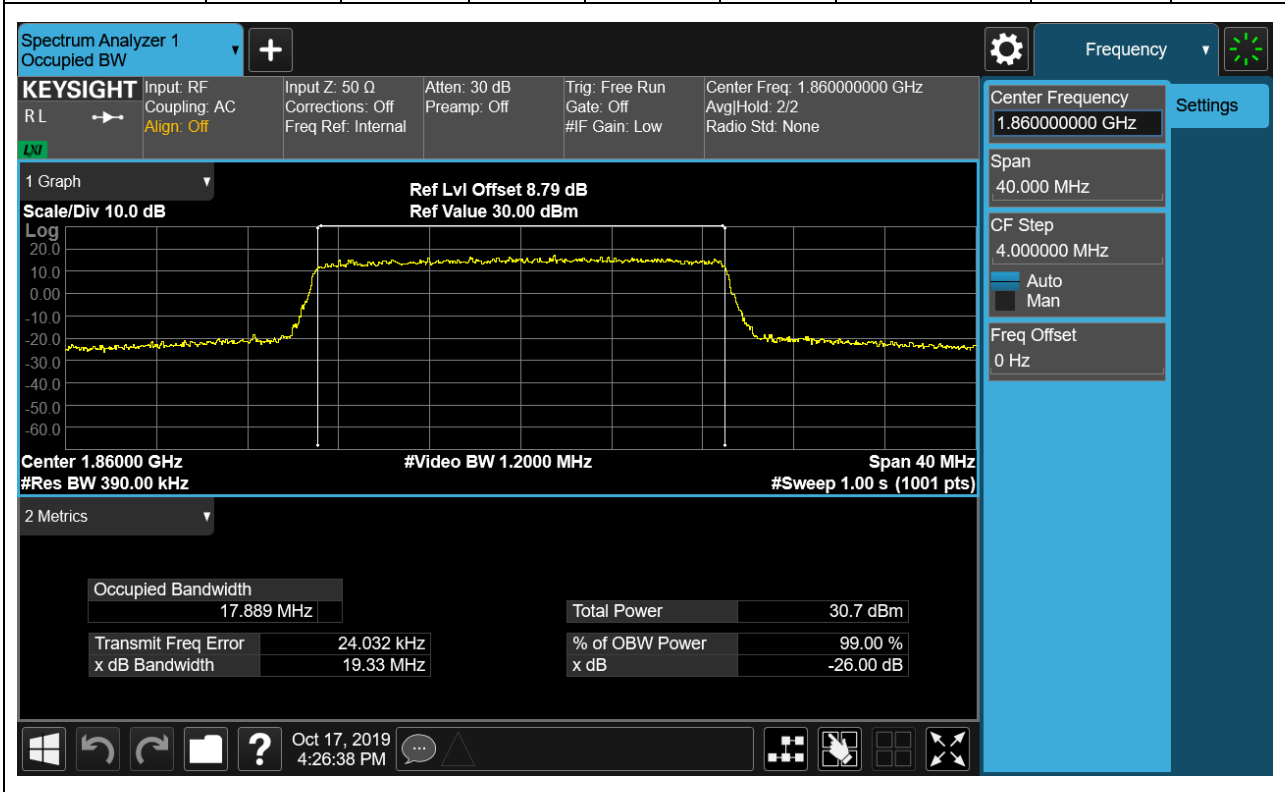 Spectrum Analyzer 1
Occupied BW
Frequency
KEYSIGHT
R L
LXI
Input: RF
Coupling: AC
Align: Off
Input Z: 50 Ω
Corrections: Off
Freq Ref: Internal
Atten: 30 dB
Preamp: Off
Trig: Free Run
Gate: Off
#IF Gain: Low
Center Freq: 1.860000000 GHz
Avg|Hold: 2/2
Radio Std: None
1 Graph
Scale/Div 10.0 dB
Ref Lvl Offset 8.79 dB
Ref Value 30.00 dBm
Log
20.0
10.0
0.00
-10.0
-20.0
-30.0
-40.0
-50.0
-60.0
Center 1.86000 GHz
#Video BW 1.2000 MHz
Span 40 MHz
#Res BW 390.00 kHz
#Sweep 1.00 s (1001 pts)
2 Metrics
Occupied Bandwidth
17.889 MHz
Total Power 30.7 dBm
Transmit Freq Error 24.032 kHz
% of OBW Power 99.00 %
x dB Bandwidth 19.33 MHz
x dB -26.00 dB
?
Oct 17, 2019
4:26:38 PM
Center Frequency
1.860000000 GHz
Settings
Span
40.000 MHz
CF Step
4.000000 MHz
Auto
Man
Freq Offset
0 Hz